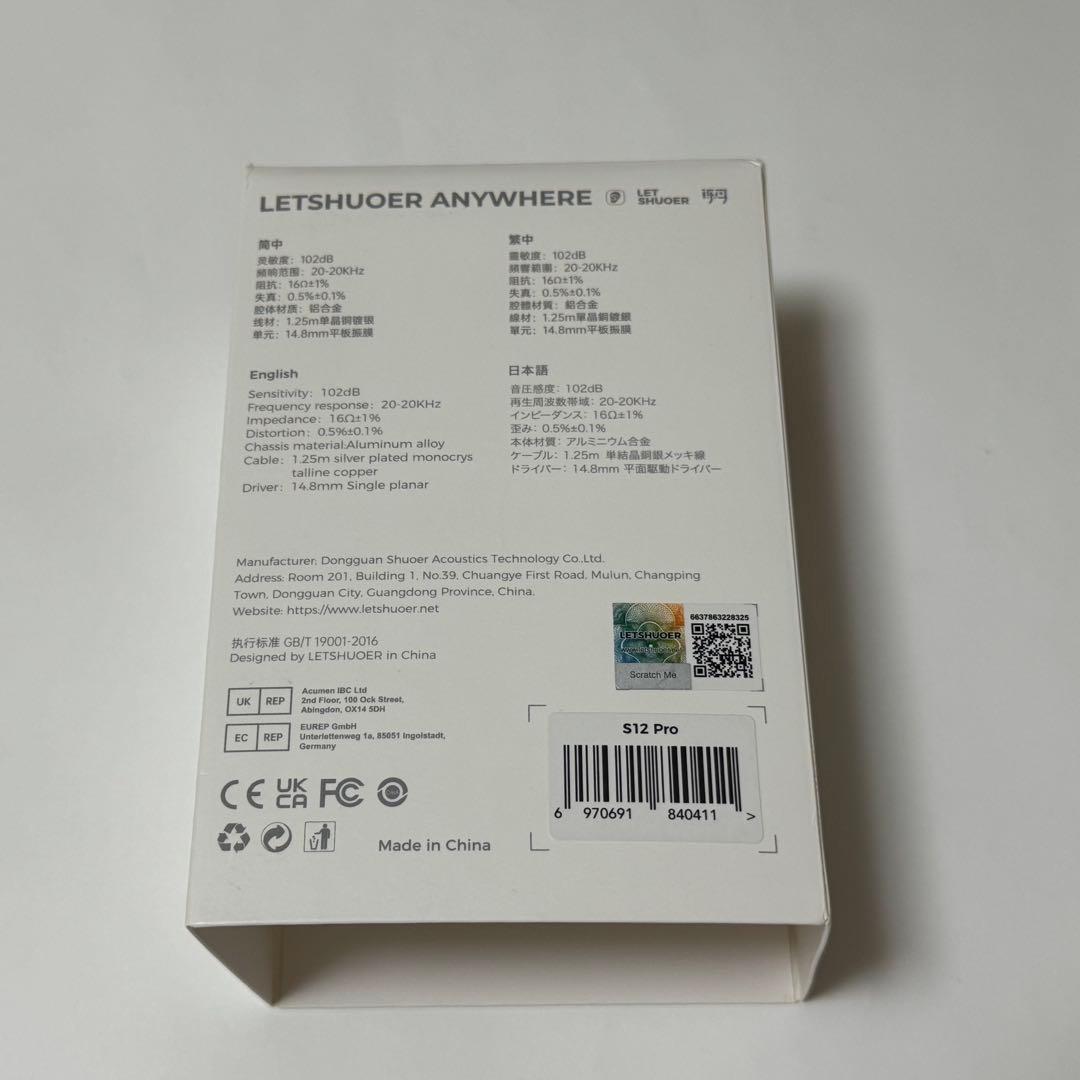 LETSHUOER ANYWHERE
LET
SHUOER
简中
灵敏度：102dB
频响范围：20-20KHz
阻抗：16Ω±1%
失真：0.5%±0.1%
腔体材质：铝合金
线材：1.25m单晶铜镀银
单元：14.8mm平板振膜
繁中
靈敏度：102dB
頻響範圍：20-20KHz
阻抗：16Ω±1%
失真：0.5%±0.1%
腔體材質：鋁合金
線材：1.25m單晶銅鍍銀
單元：14.8mm平板振膜
English
Sensitivity: 102dB
Frequency response: 20-20KHz
Impedance: 16Ω±1%
Distortion: 0.5%±0.1%
Chassis material:Aluminum alloy
Cable: 1.25m silver plated monocrys
talline copper
Driver: 14.8mm Single planar
日本語
音圧感度：102dB
再生周波数帯域：20-20KHz
インピーダンス：16Ω±1%
歪み：0.5%±0.1%
本体材質：アルミニウム合金
ケーブル：1.25m 単結晶銅銀メッキ線
ドライバー：14.8mm 平面駆動ドライバー
Manufacturer: Dongguan Shuoer Acoustics Technology Co.,Ltd.
Address: Room 201, Building 1, No.39, Chuangye First Road, Mulun, Changping
Town, Dongguan City, Guangdong Province, China.
Website: https://www.letshuoer.net
执行标准 GB/T 19001-2016
Designed by LETSHUOER in China
LETSHUOER
Scratch Me
6637863228325
UK REP
Acumen IBC Ltd
2nd Floor, 100 Ock Street,
Abingdon, OX14 5DH
EC REP
EUREP GmbH
Unterlettenweg 1a, 85051 Ingolstadt,
Germany
S12 Pro
6 970691 840411 >
CE UK CA FC
Made in China